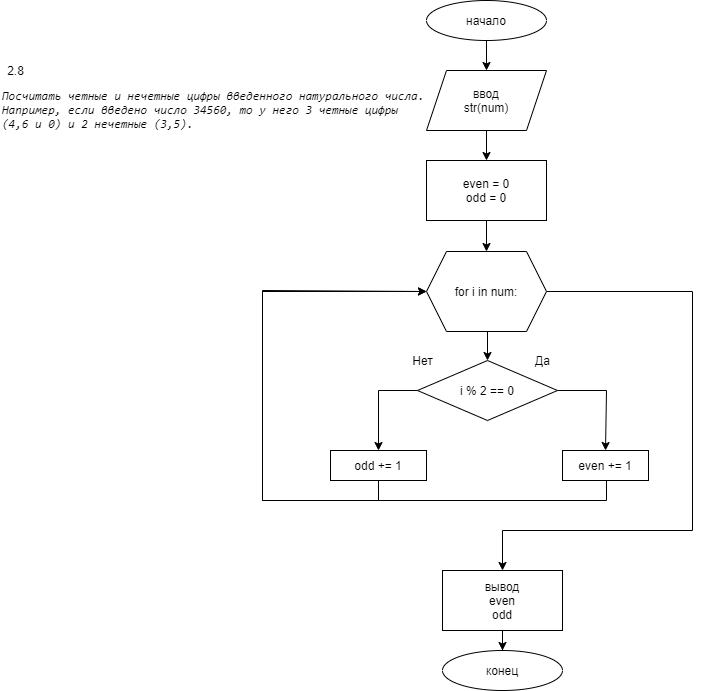 начало
2.8
Посчитать четные и нечетные цифры введенного натурального числа.
Например, если введено число 34560, то у него 3 четные цифры
(4,6 и 0) и 2 нечетные (3,5).
ввод
str(num)
even = 0
odd = 0
for i in num:
Нет
Да
i % 2 == 0
odd += 1
even += 1
вывод
even
odd
конец